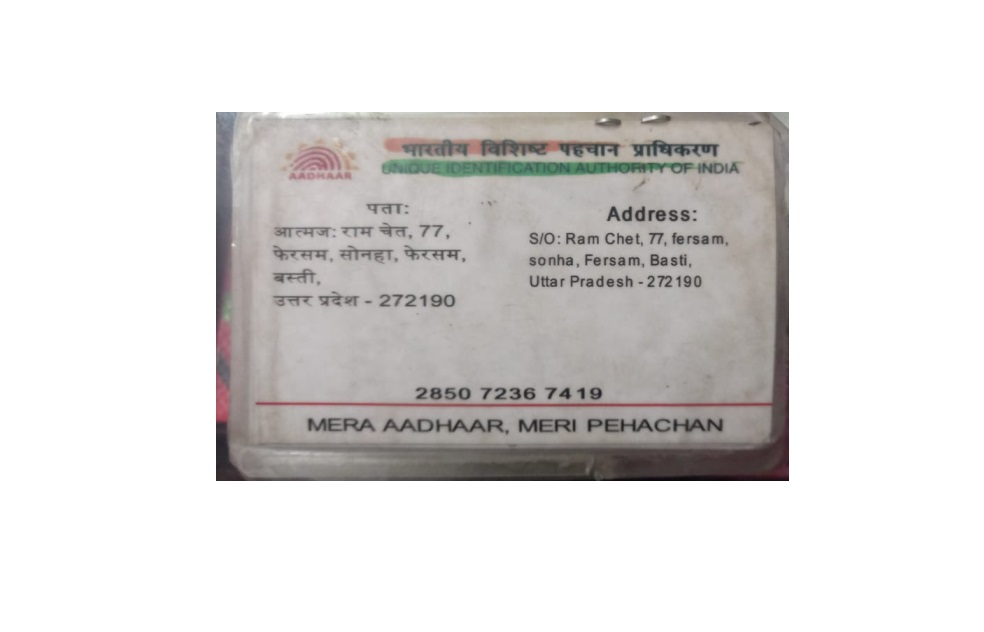 भारतीय विशिष्ट पहचान प्राधिकरण
UNIQUE IDENTIFICATION AUTHORITY OF INDIA
AADHAAR
पता:
आत्मज: राम चेत, 77,
फेरसम, सोनहा, फेरसम,
बस्ती,
उत्तर प्रदेश - 272190
Address:
S/O: Ram Chet, 77, fersam,
sonha, Fersam, Basti,
Uttar Pradesh - 272190
2850 7236 7419
MERA AADHAAR, MERI PEHACHAN